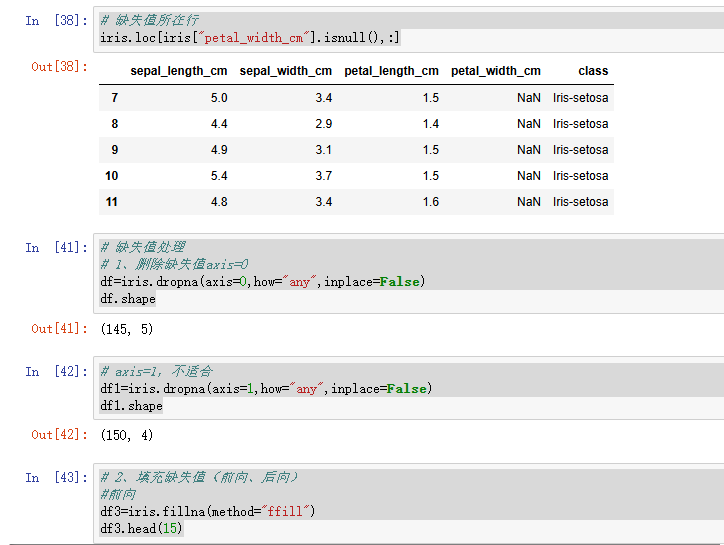 In [38]: # 缺失值所在行
iris.loc[iris["petal_width_cm"].isnull(),:]
Out[38]:
sepal_length_cm sepal_width_cm petal_length_cm petal_width_cm class
7 5.0 3.4 1.5 NaN Iris-setosa
8 4.4 2.9 1.4 NaN Iris-setosa
9 4.9 3.1 1.5 NaN Iris-setosa
10 5.4 3.7 1.5 NaN Iris-setosa
11 4.8 3.4 1.6 NaN Iris-setosa
In [41]: # 缺失值处理
# 1、删除缺失值axis=0
df=iris.dropna(axis=0,how="any",inplace=False)
df.shape
Out[41]: (145, 5)
In [42]: # axis=1，不适合
df1=iris.dropna(axis=1,how="any",inplace=False)
df1.shape
Out[42]: (150, 4)
In [43]: # 2、填充缺失值（前向、后向）
#前向
df3=iris.fillna(method="ffill")
df3.head(15)